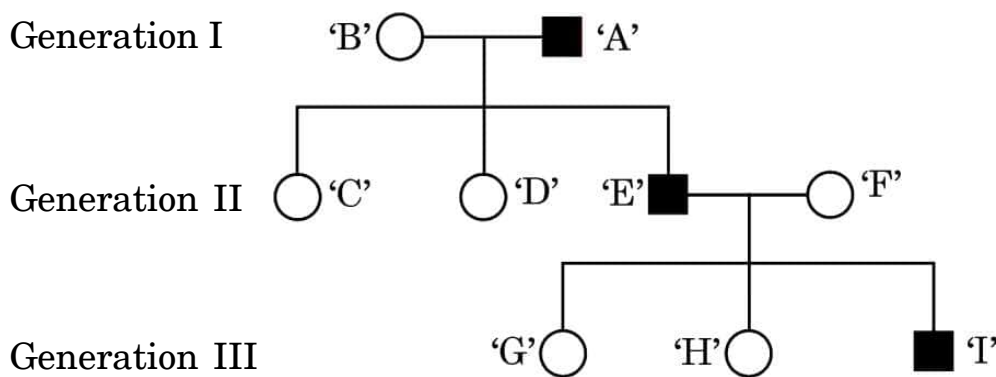 Generation I ‘B’ ‘A’
Generation II ‘C’ ‘D’ ‘E’ ‘F’
Generation III ‘G’ ‘H’ ‘I’